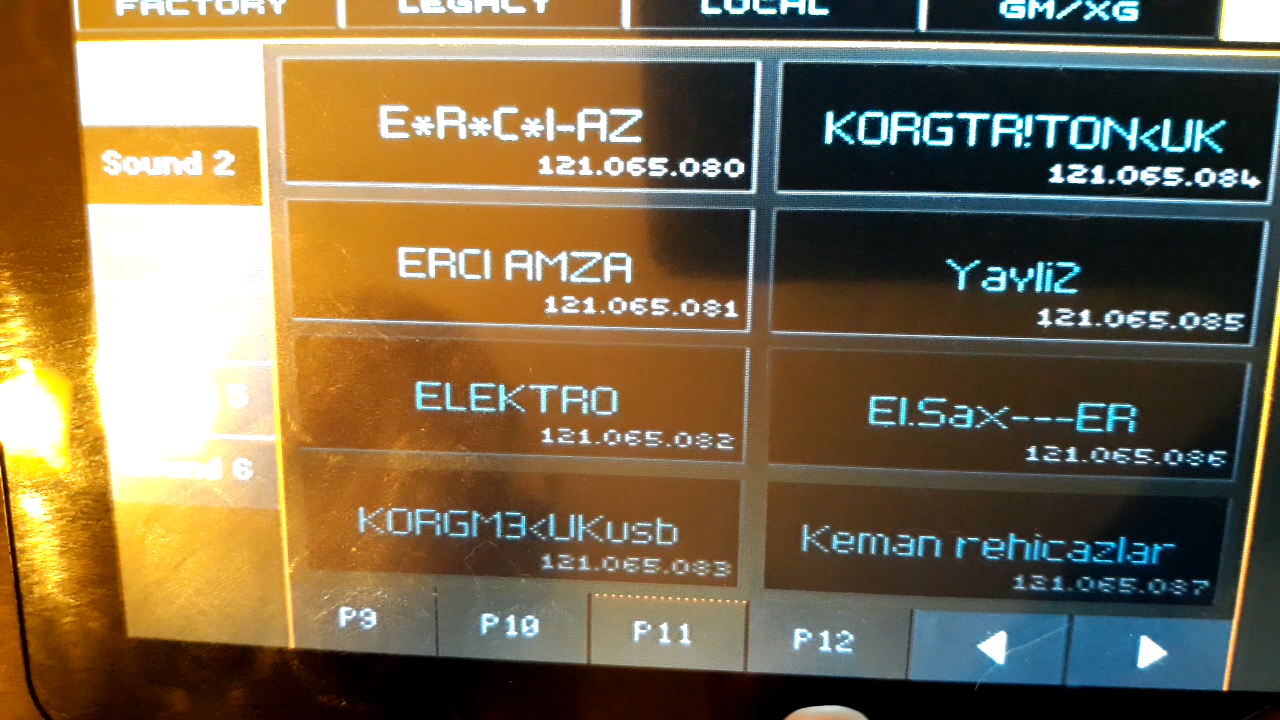 FACTORY LEGACY LOCAL GM/XG
E*R*C*I-AZ
121.065.080
KORGTR!TON<UK
121.065.084
Sound 2
ERCI AMZA
121.065.081
Yayli2
121.065.085
ELEKTRO
121.065.082
El.Sax---ER
121.065.086
5
6
KORGM3<UKusb
121.065.083
Keman rehicazlar
121.065.087
P9 P10 P11 P12